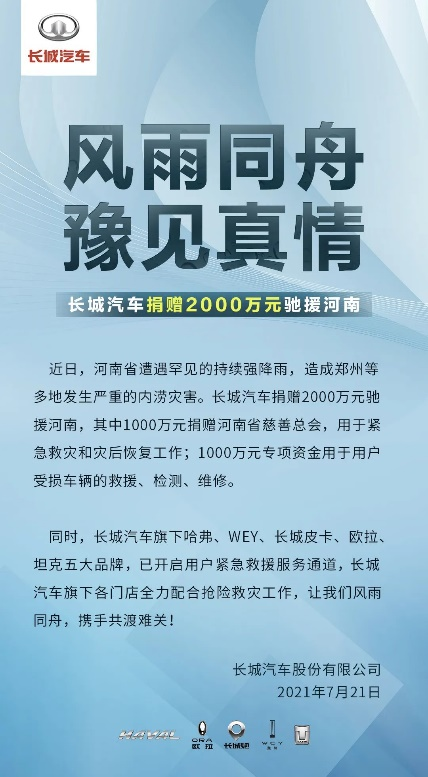 长城汽车
风雨同舟
豫见真情
长城汽车捐赠2000万元驰援河南
近日，河南省遭遇罕见的持续强降雨，造成郑州等
多地发生严重的内涝灾害。长城汽车捐赠2000万元驰
援河南，其中1000万元捐赠河南省慈善总会，用于紧
急救灾和灾后恢复工作；1000万元专项资金用于用户
受损车辆的救援、检测、维修。
同时，长城汽车旗下哈弗、WEY、长城皮卡、欧拉、
坦克五大品牌，已开启用户紧急救援服务通道，长城
汽车旗下各门店全力配合抢险救灾工作，让我们风雨
同舟，携手共渡难关！
长城汽车股份有限公司
2021年7月21日
HAVAL
ORA
欧拉
长城炮
WEY